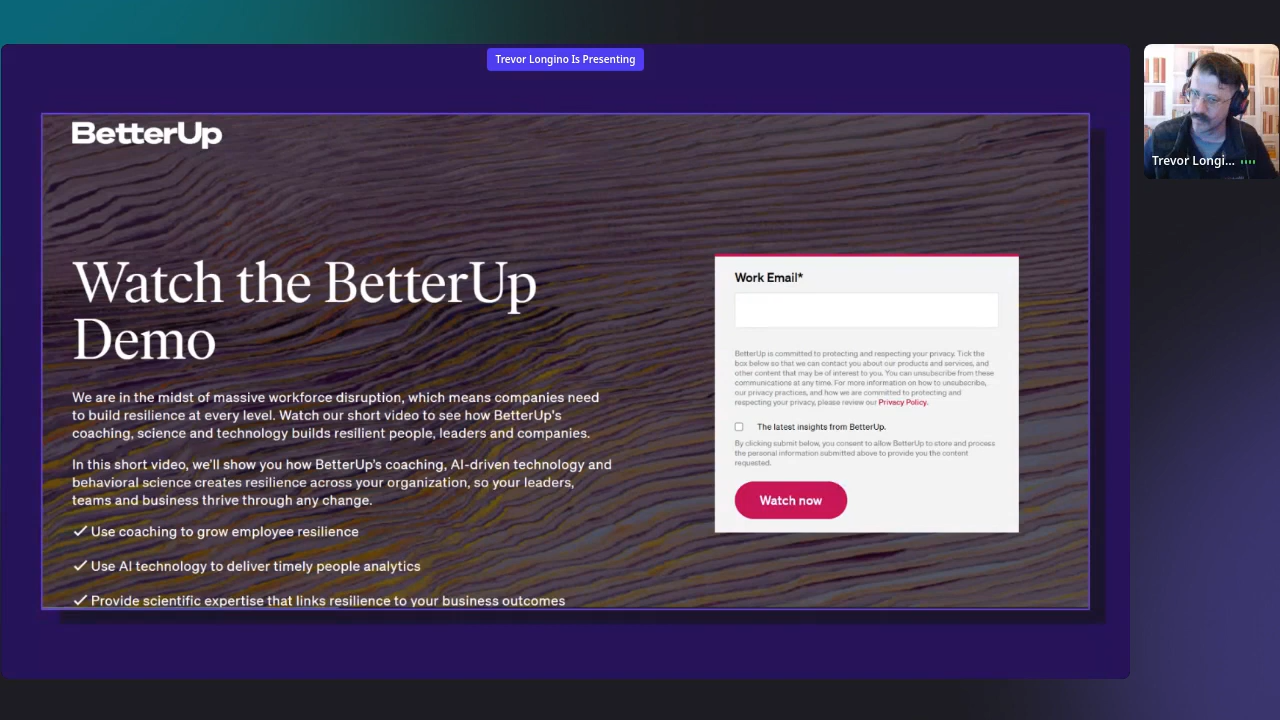 Trevor Longino Is Presenting
BetterUp
Watch the BetterUp
Demo
We are in the midst of massive workforce disruption, which means companies need
to build resilience at every level. Watch our short video to see how BetterUp's
coaching, science and technology builds resilient people, leaders and companies.
In this short video, we'll show you how BetterUp's coaching, AI-driven technology and
behavioral science creates resilience across your organization, so your leaders,
teams and business thrive through any change.
Use coaching to grow employee resilience
Use AI technology to deliver timely people analytics
Provide scientific expertise that links resilience to your business outcomes
Work Email*
BetterUp is committed to protecting and respecting your privacy. Tick the
box below so that we can contact you about our products and services, and
other content that may be of interest to you. You can unsubscribe from these
communications at any time. For more information on how to unsubscribe,
our privacy practices, and how we are committed to protecting and
respecting your privacy, please review our Privacy Policy.
The latest insights from BetterUp.
By clicking submit below, you consent to allow BetterUp to store and process
the personal information submitted above to provide you the content
requested.
Watch now
Trevor Longi...